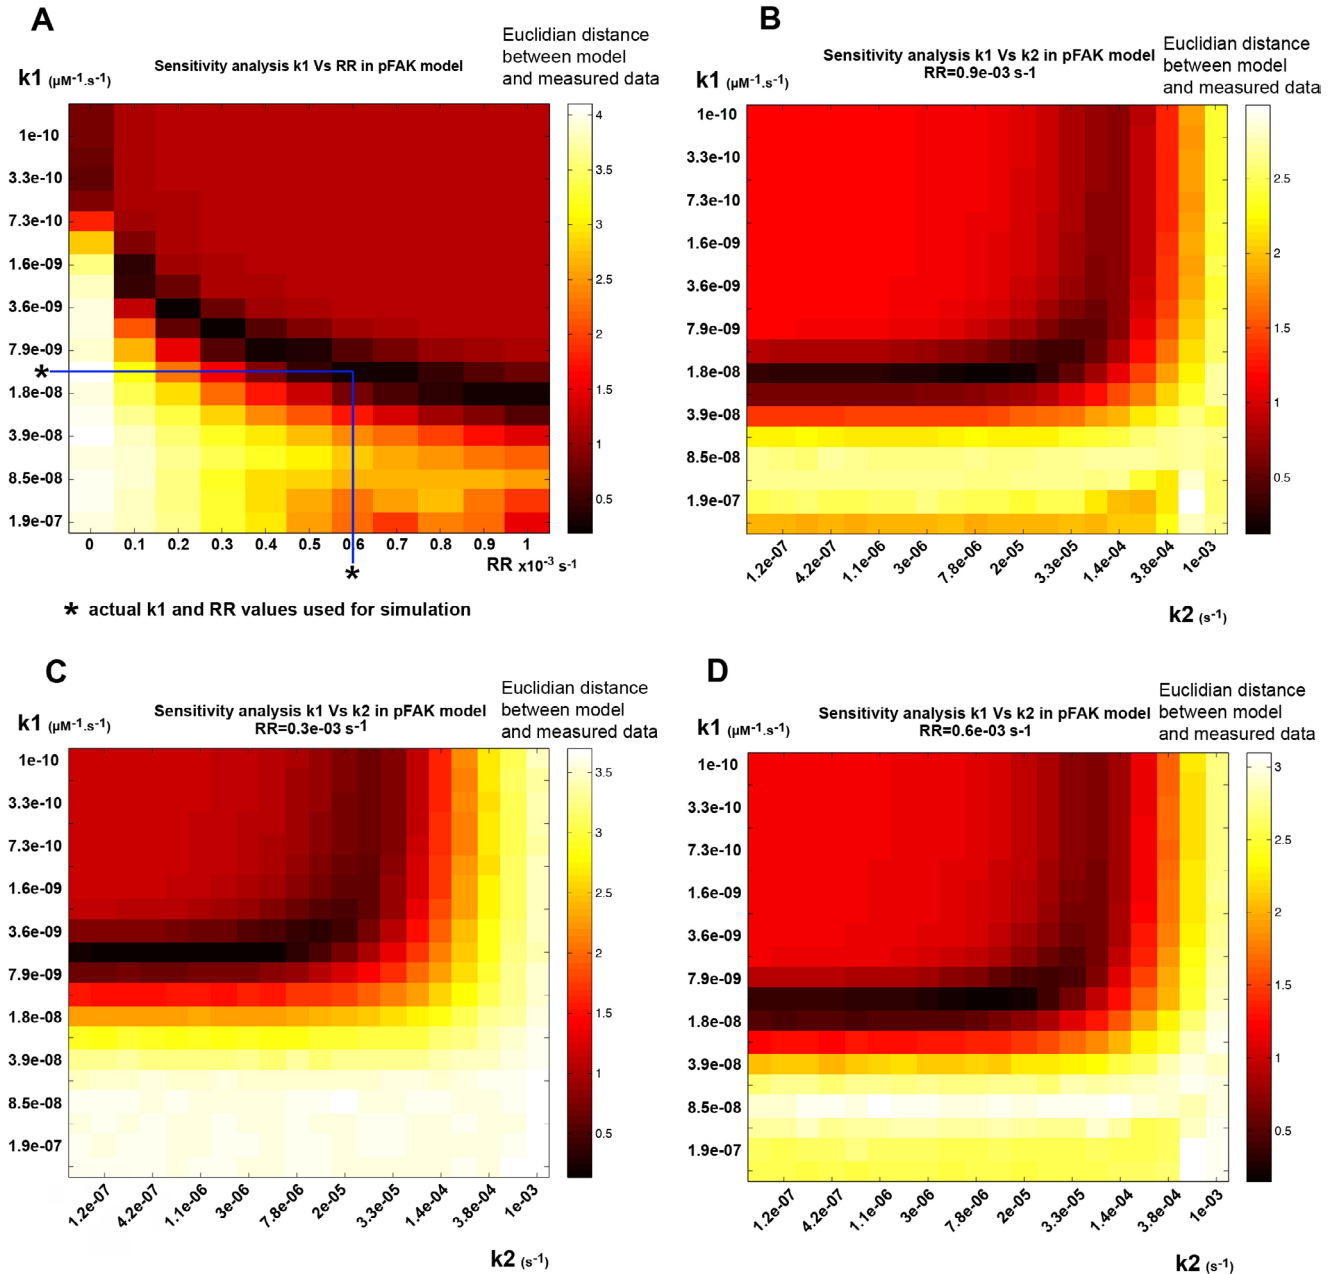 A
Euclidian distance
between model
and measured data
k1 (µM-1.s-1)
Sensitivity analysis k1 Vs RR in pFAK model
1e-10
3.3e-10
7.3e-10
1.6e-09
3.6e-09
7.9e-09
*
1.8e-08
3.9e-08
8.5e-08
1.9e-07
4
3.5
3
2.5
2
1.5
1
0.5
0 0.1 0.2 0.3 0.4 0.5 0.6 0.7 0.8 0.9 1
RR x10-3 s-1
*
* actual k1 and RR values used for simulation
B
Euclidian distance
between model
and measured data
k1 (µM-1.s-1)
Sensitivity analysis k1 Vs k2 in pFAK model
RR=0.9e-03 s-1
1e-10
3.3e-10
7.3e-10
1.6e-09
3.6e-09
7.9e-09
1.8e-08
3.9e-08
8.5e-08
1.9e-07
2.5
2
1.5
1
0.5
1.2e-07 4.2e-07 1.1e-06 3e-06 7.8e-06 2e-05 3.3e-05 1.4e-04 3.8e-04 1e-03
k2 (s-1)
C
Euclidian distance
between model
and measured data
k1 (µM-1.s-1)
Sensitivity analysis k1 Vs k2 in pFAK model
RR=0.3e-03 s-1
1e-10
3.3e-10
7.3e-10
1.6e-09
3.6e-09
7.9e-09
1.8e-08
3.9e-08
8.5e-08
1.9e-07
3.5
3
2.5
2
1.5
1
0.5
1.2e-07 4.2e-07 1.1e-06 3e-06 7.8e-06 2e-05 3.3e-05 1.4e-04 3.8e-04 1e-03
k2 (s-1)
D
Euclidian distance
between model
and measured data
k1 (µM-1.s-1)
Sensitivity analysis k1 Vs k2 in pFAK model
RR=0.6e-03 s-1
1e-10
3.3e-10
7.3e-10
1.6e-09
3.6e-09
7.9e-09
1.8e-08
3.9e-08
8.5e-08
1.9e-07
3
2.5
2
1.5
1
0.5
1.2e-07 4.2e-07 1.1e-06 3e-06 7.8e-06 2e-05 3.3e-05 1.4e-04 3.8e-04 1e-03
k2 (s-1)